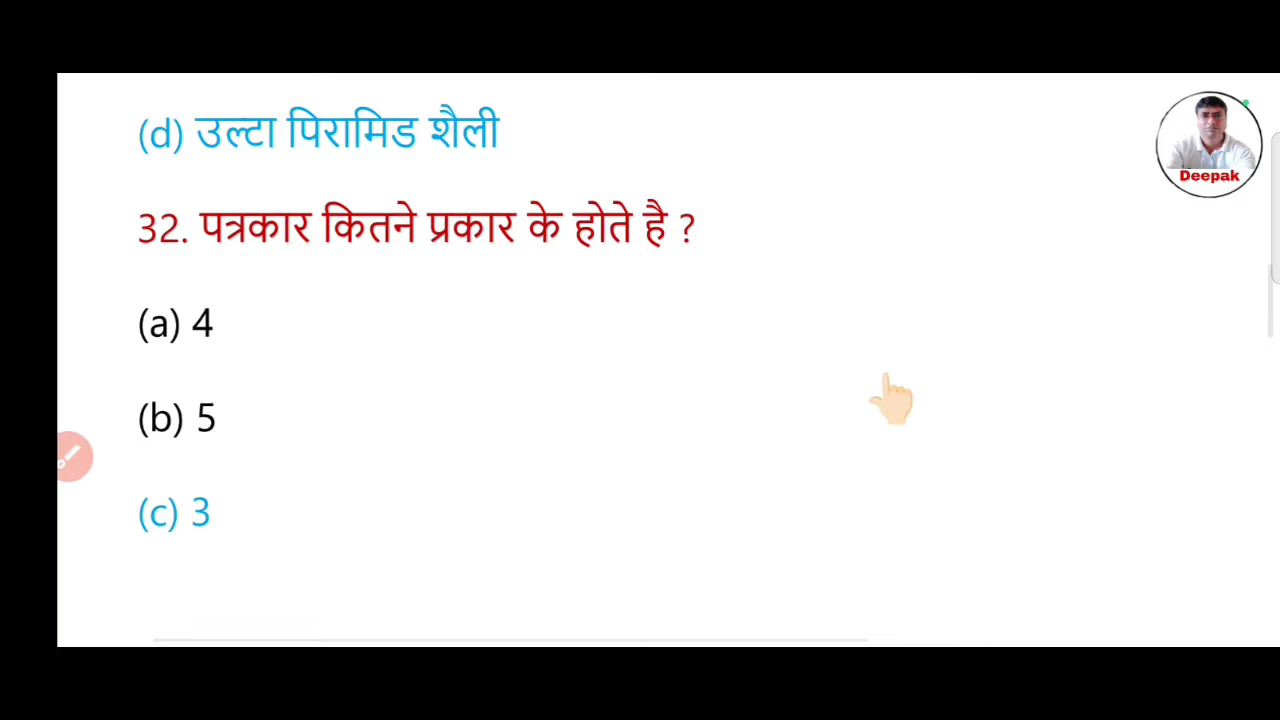 (d) उल्टा पिरामिड शैली
Deepak
32. पत्रकार कितने प्रकार के होते है ?
(a) 4
(b) 5
(c) 3